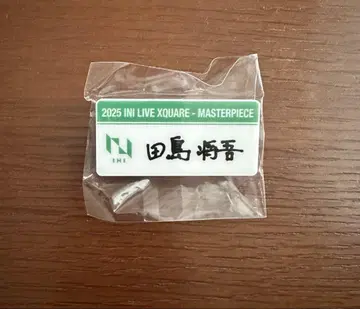 2025 INI LIVE XQUARE - MASTERPIECE
田島将吾
INI